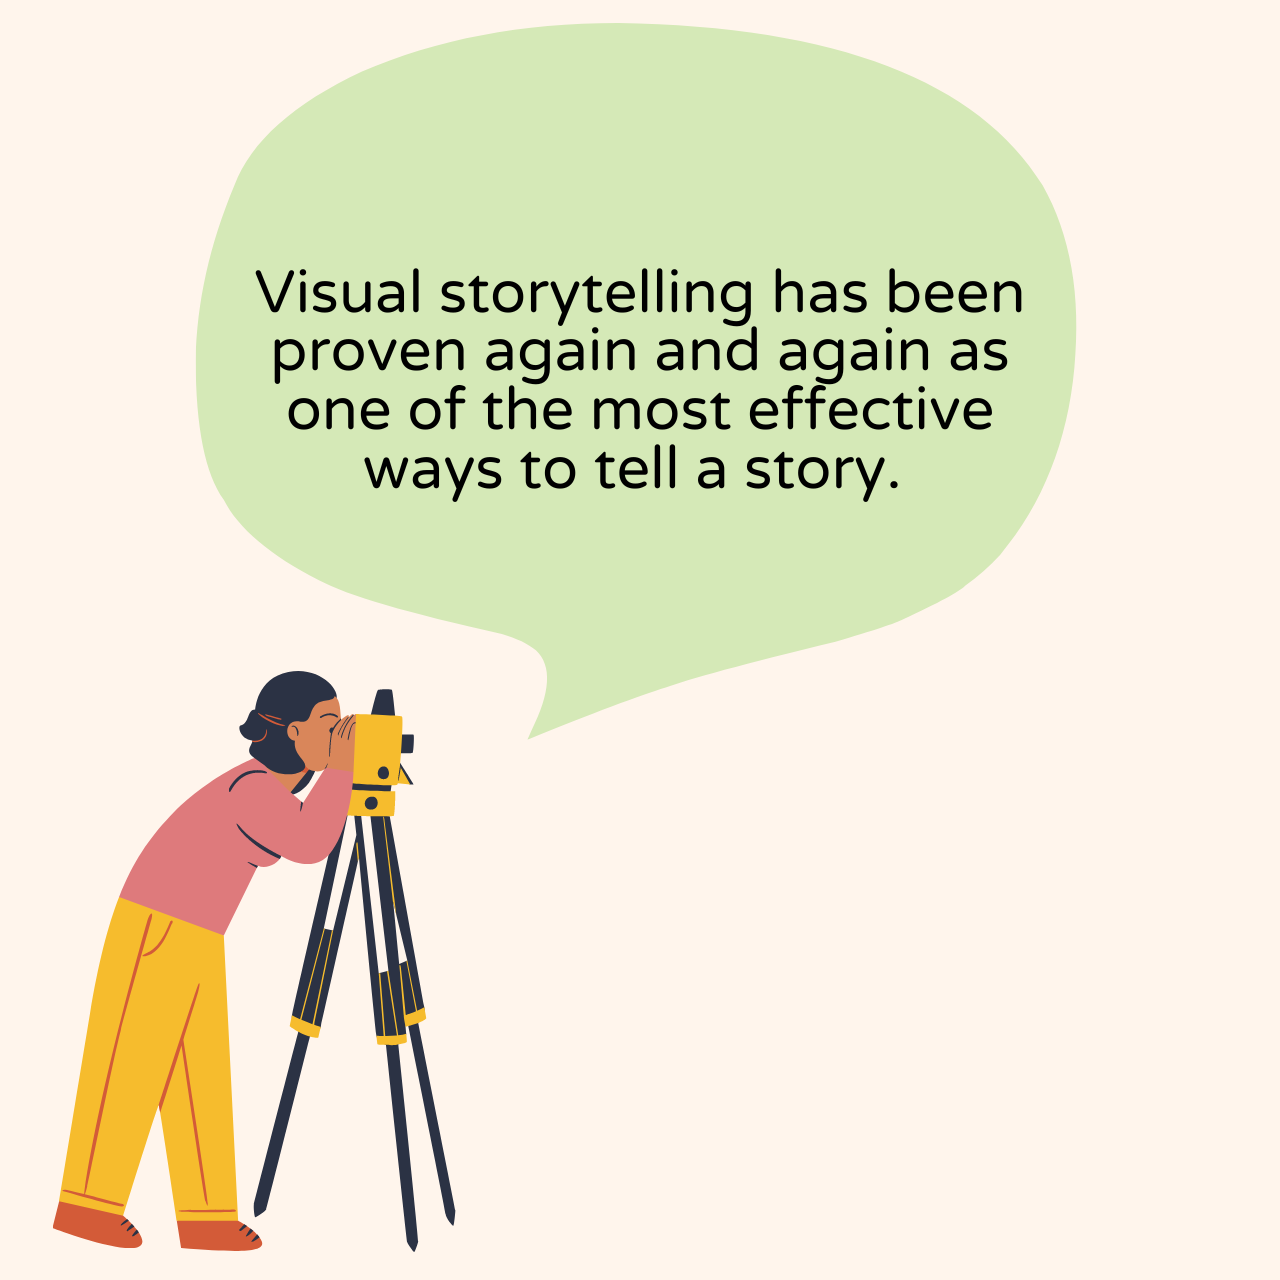 Visual storytelling has been
proven again and again as
one of the most effective
ways to tell a story.